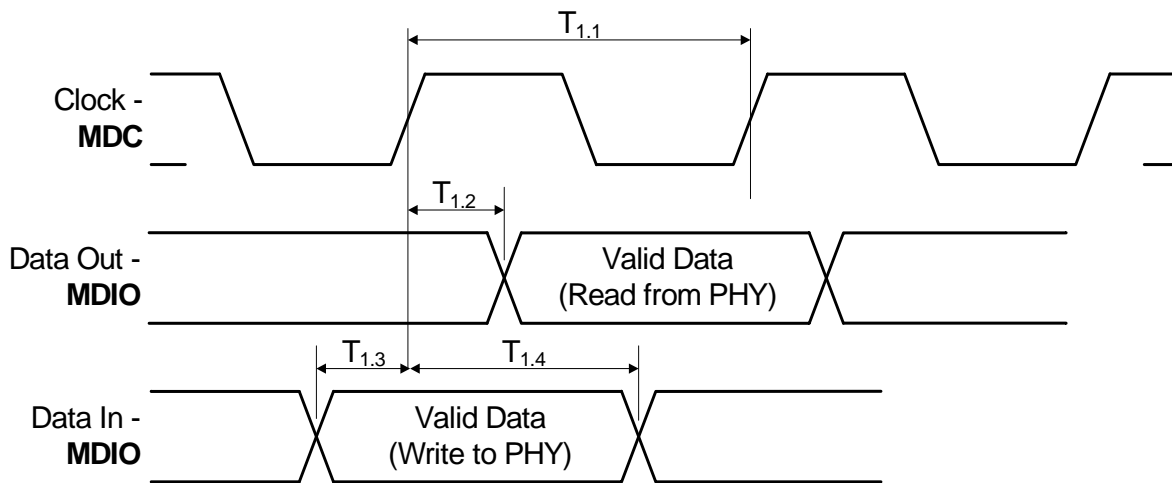 T1.1
Clock -
MDC
T1.2
Data Out -
MDIO
Valid Data
(Read from PHY)
T1.3
T1.4
Data In -
MDIO
Valid Data
(Write to PHY)